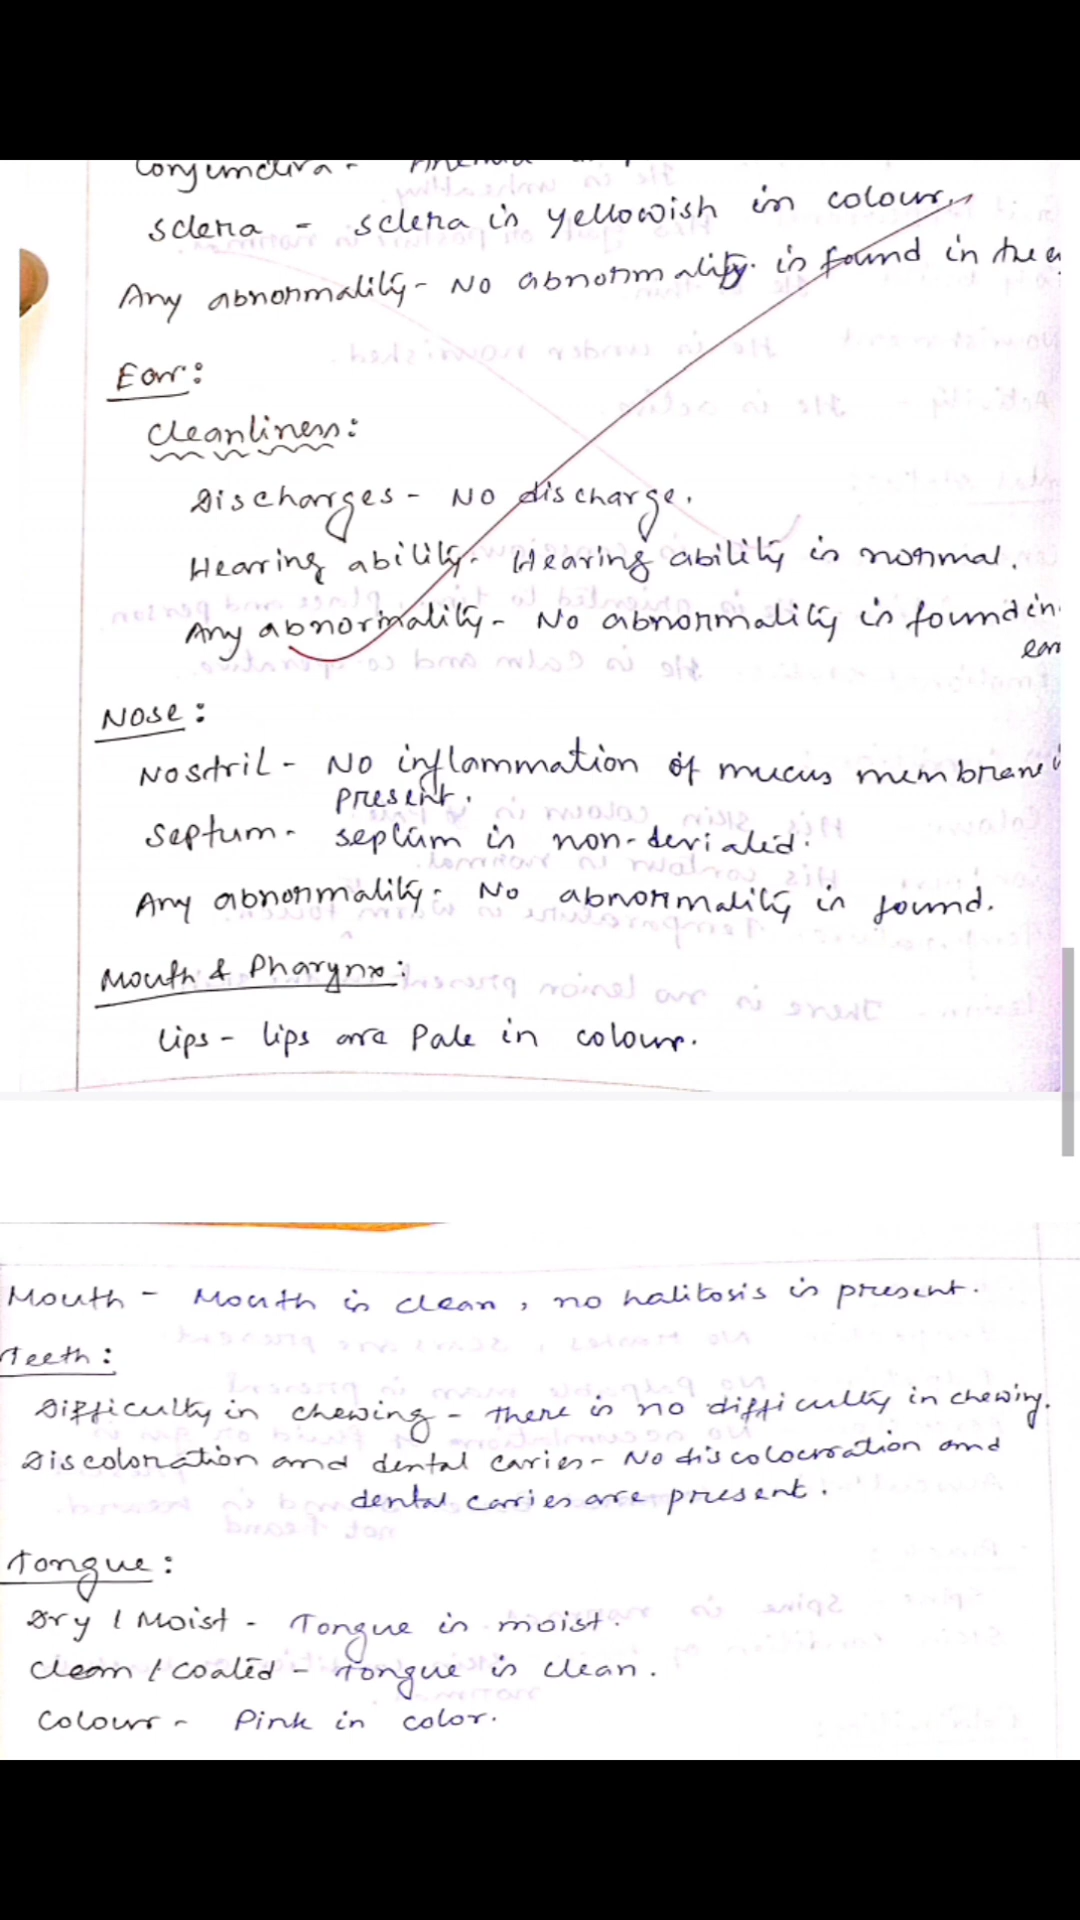 Conjunctiva -
Sclera - Sclera is yellowish in colour.
Any abnormality - No abnormality is found in the
Ear:
Cleanliness:
Discharges - No discharge.
Hearing ability - Hearing ability is normal.
Any abnormality - No abnormality is found in
ear
Nose:
Nostril - No inflammation of mucus membrane
present.
Septum - septum is non-deviated.
Any abnormality - No abnormality is found.
Mouth & Pharynx:
Lips - Lips are Pale in colour.
Mouth - Mouth is clean, no halitosis is present.
Teeth:
Difficulty in chewing - There is no difficulty in chewing.
Discoloration and dental caries - No discolouration and
dental carries are present.
Tongue:
Dry / Moist - Tongue is moist.
Clean / Coated - Tongue is clean.
Colour - Pink in color.